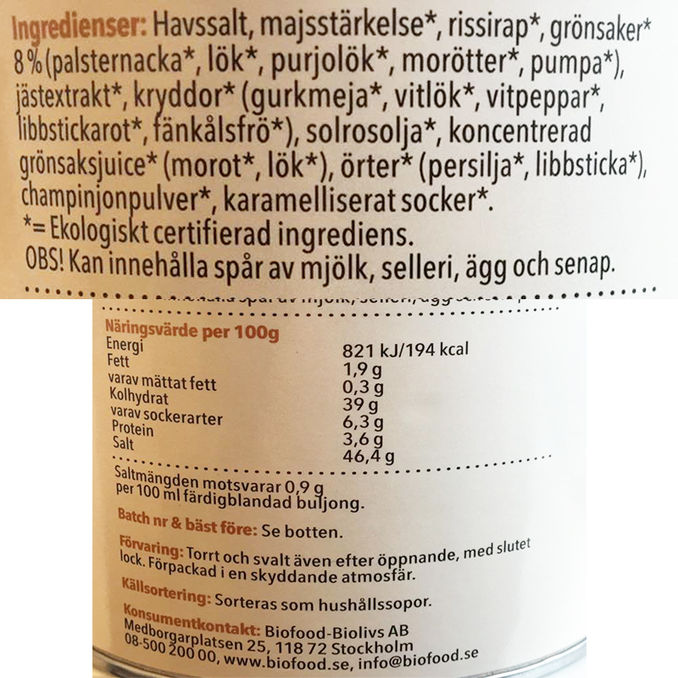 Ingredienser: Havssalt, majsstärkelse*, rissirap*, grönsaker*
8 % (palsternacka*, lök*, purjolök*, morötter*, pumpa*),
jästextrakt*, kryddor* (gurkmeja*, vitlök*, vitpeppar*,
libbstickarot*, fänkålsfrö*), solrosolja*, koncentrerad
grönsaksjuice* (morot*, lök*), örter* (persilja*, libbsticka*),
champinjonpulver*, karamelliserat socker*.
*= Ekologiskt certifierad ingrediens.
OBS! Kan innehålla spår av mjölk, selleri, ägg och senap.
Näringsvärde per 100g
Energi 821 kJ/194 kcal
Fett 1,9 g
varav mättat fett 0,3 g
Kolhydrat 39 g
varav sockerarter 6,3 g
Protein 3,6 g
Salt 46,4 g
Saltmängden motsvarar 0,9 g
per 100 ml färdigblandad buljong.
Batch nr & bäst före: Se botten.
Förvaring: Torrt och svalt även efter öppnande, med slutet
lock. Förpackad i en skyddande atmosfär.
Källsortering: Sorteras som hushållssopor.
Konsumentkontakt: Biofood-Biolivs AB
Medborgarplatsen 25, 118 72 Stockholm
08-500 200 00, www.biofood.se, info@biofood.se